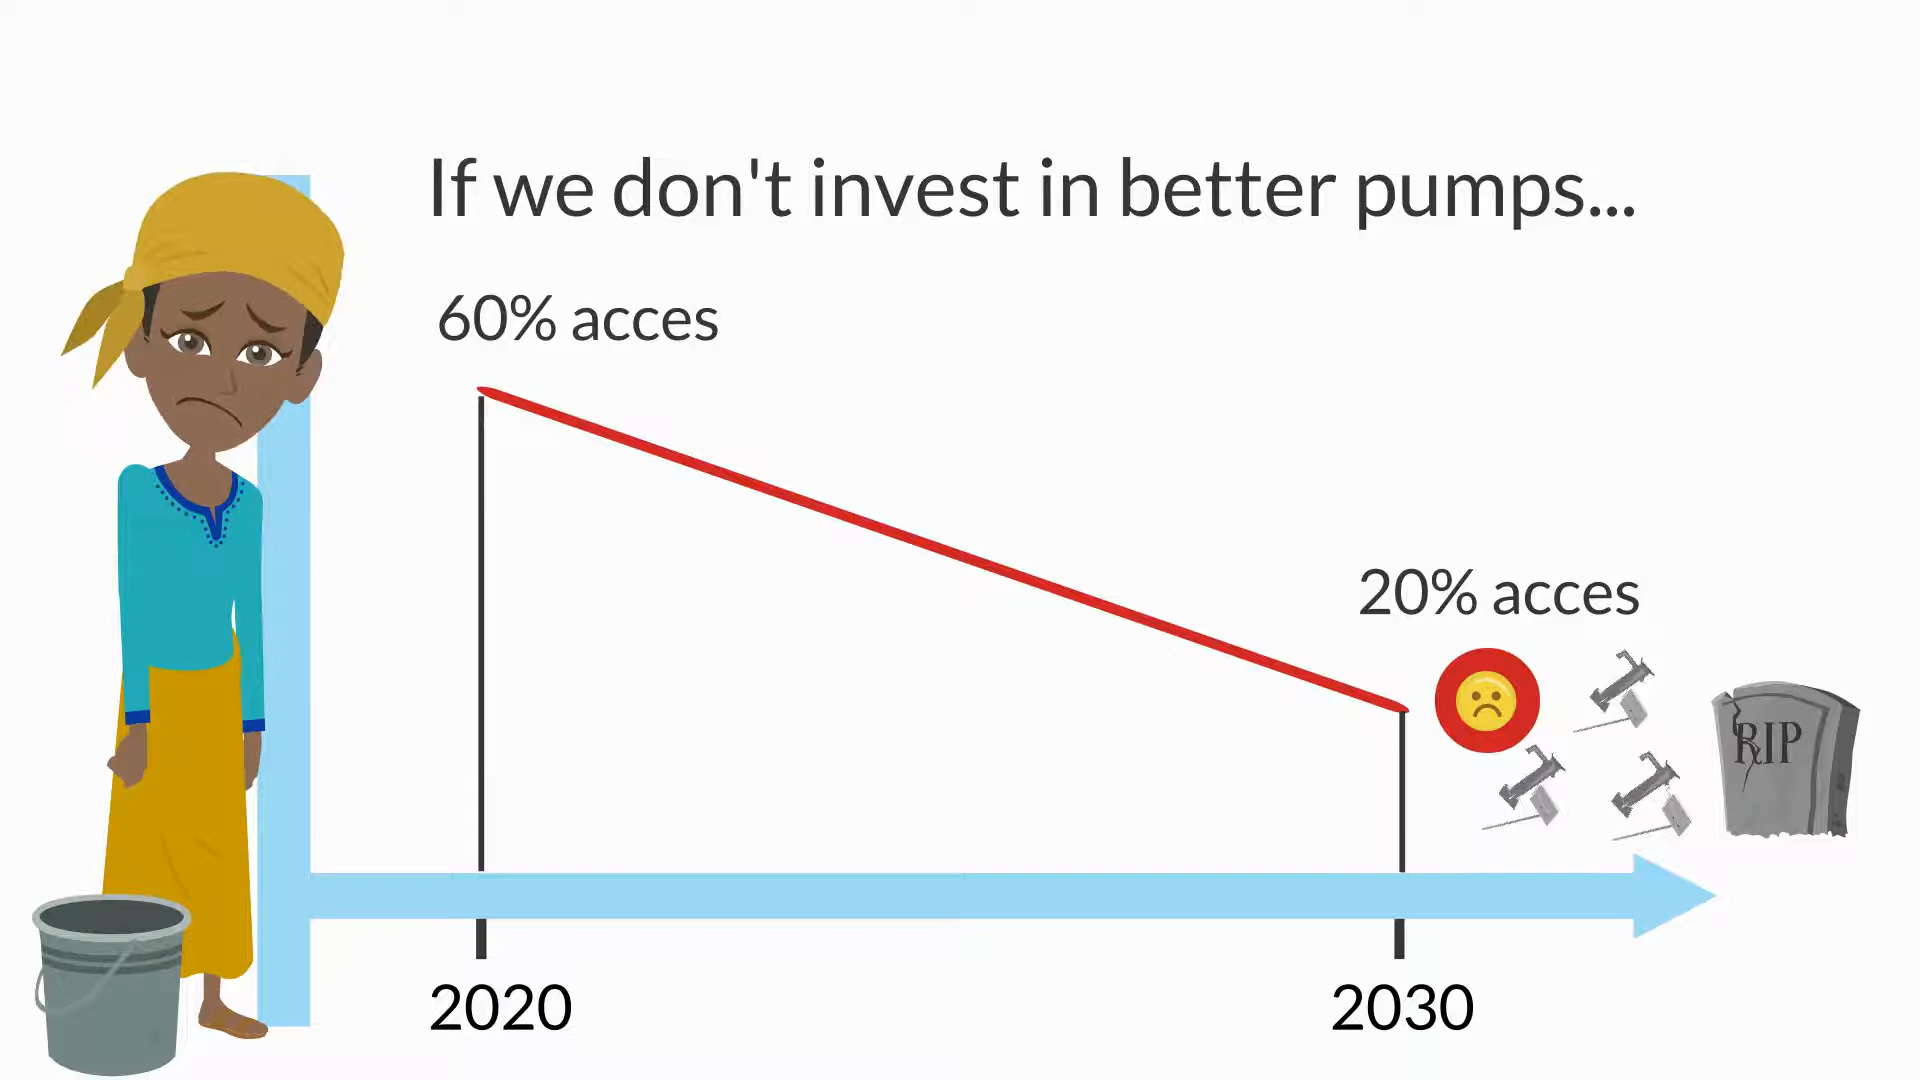 If we don't invest in better pumps...
60% acces
20% acces
RIP
2020
2030